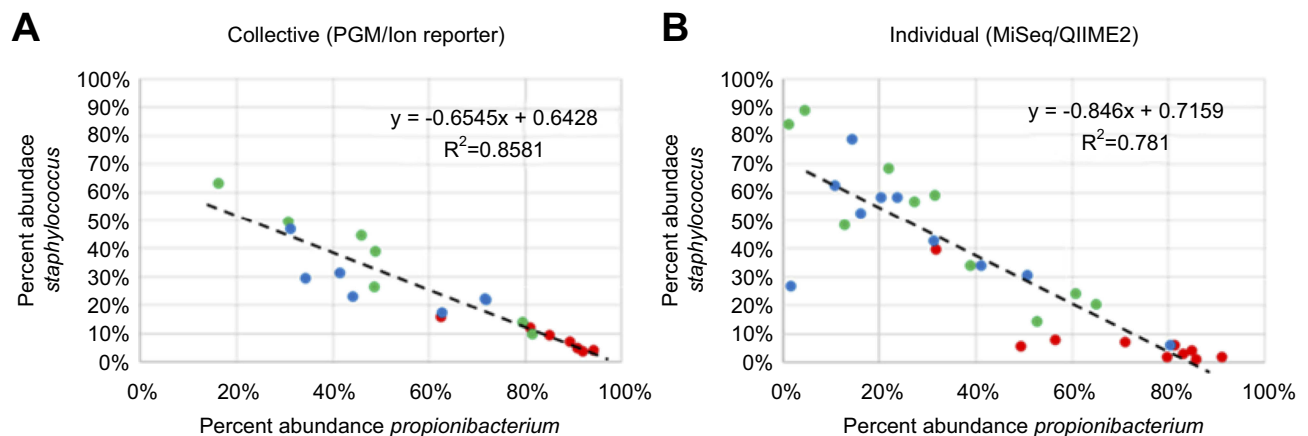 A
Collective (PGM/Ion reporter)
100%
90%
80%
70%
60%
50%
40%
30%
20%
10%
0%
Percent abundace
staphylococcus
y = -0.6545x + 0.6428
R²=0.8581
0%
20%
40%
60%
80%
100%
Percent abundance propionibacterium
B
Individual (MiSeq/QIIME2)
100%
90%
80%
70%
60%
50%
40%
30%
20%
10%
0%
Percent abundace
staphylococcus
y = -0.846x + 0.7159
R²=0.781
0%
20%
40%
60%
80%
100%
Percent abundance propionibacterium